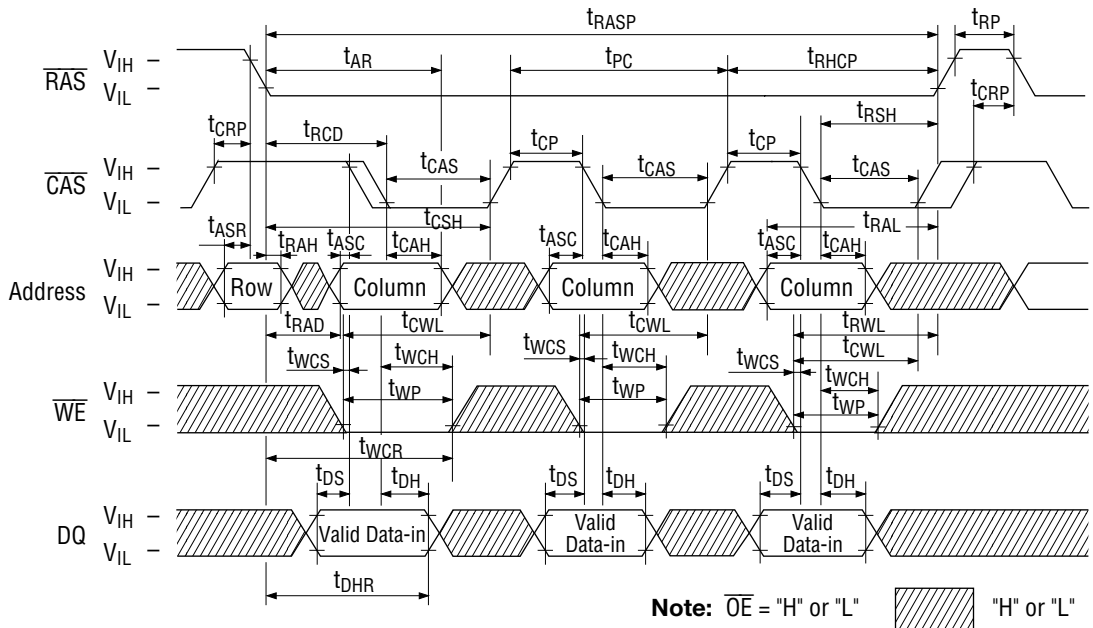 tRASP
tRP
tAR
tPC
tRHCP
RAS
VIH –
VIL –
tCRP
tRCD
tCRP
tRSH
tCP
tCP
tCAS
tCAS
tCAS
CAS
VIH –
VIL –
tCSH
tRAL
tASR
tRAH
tASC
tCAH
tASC
tCAH
tASC
tCAH
Address
VIH –
VIL –
Row
Column
Column
Column
tRAD
tCWL
tCWL
tRWL
tCWL
tWCS
tWCH
tWCS
tWCH
tWCS
tWCH
tWP
tWP
tWP
WE
VIH –
VIL –
tWCR
tDS
tDH
tDS
tDH
tDS
tDH
DQ
VIH –
VIL –
Valid Data-in
Valid
Data-in
Valid
Data-in
tDHR
Note: OE = "H" or "L"
"H" or "L"